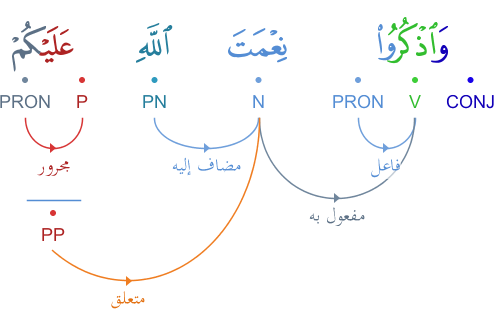 وَٱذْكُرُوا۟ نِعْمَتَ ٱللَّهِ عَلَيْكُمْ
PRON P PN N PRON V CONJ
مجرور مضاف إليه فاعل
مفعول به
PP
متعلق